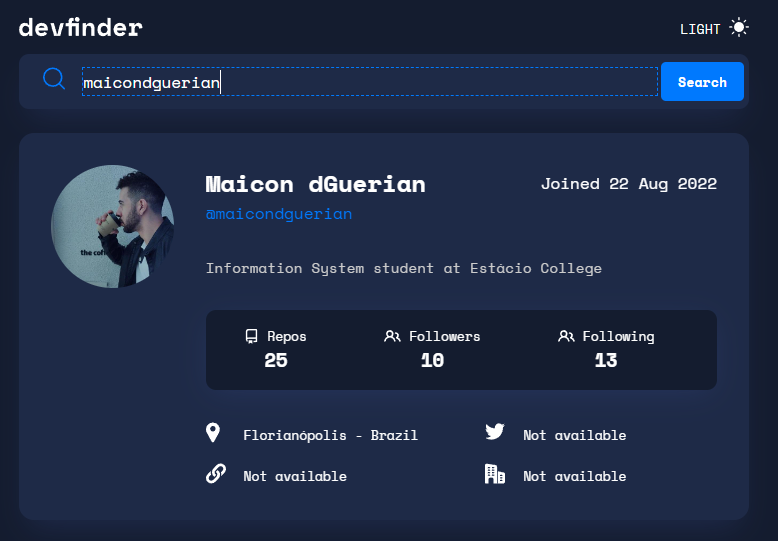 devfinder
LIGHT
maicondguerian
Search
Maicon dGuerian
Joined 22 Aug 2022
@maicondguerian
the coff
Information System student at Estácio College
Repos
Followers
Following
25
10
13
Florianópolis - Brazil
Not available
Not available
Not available